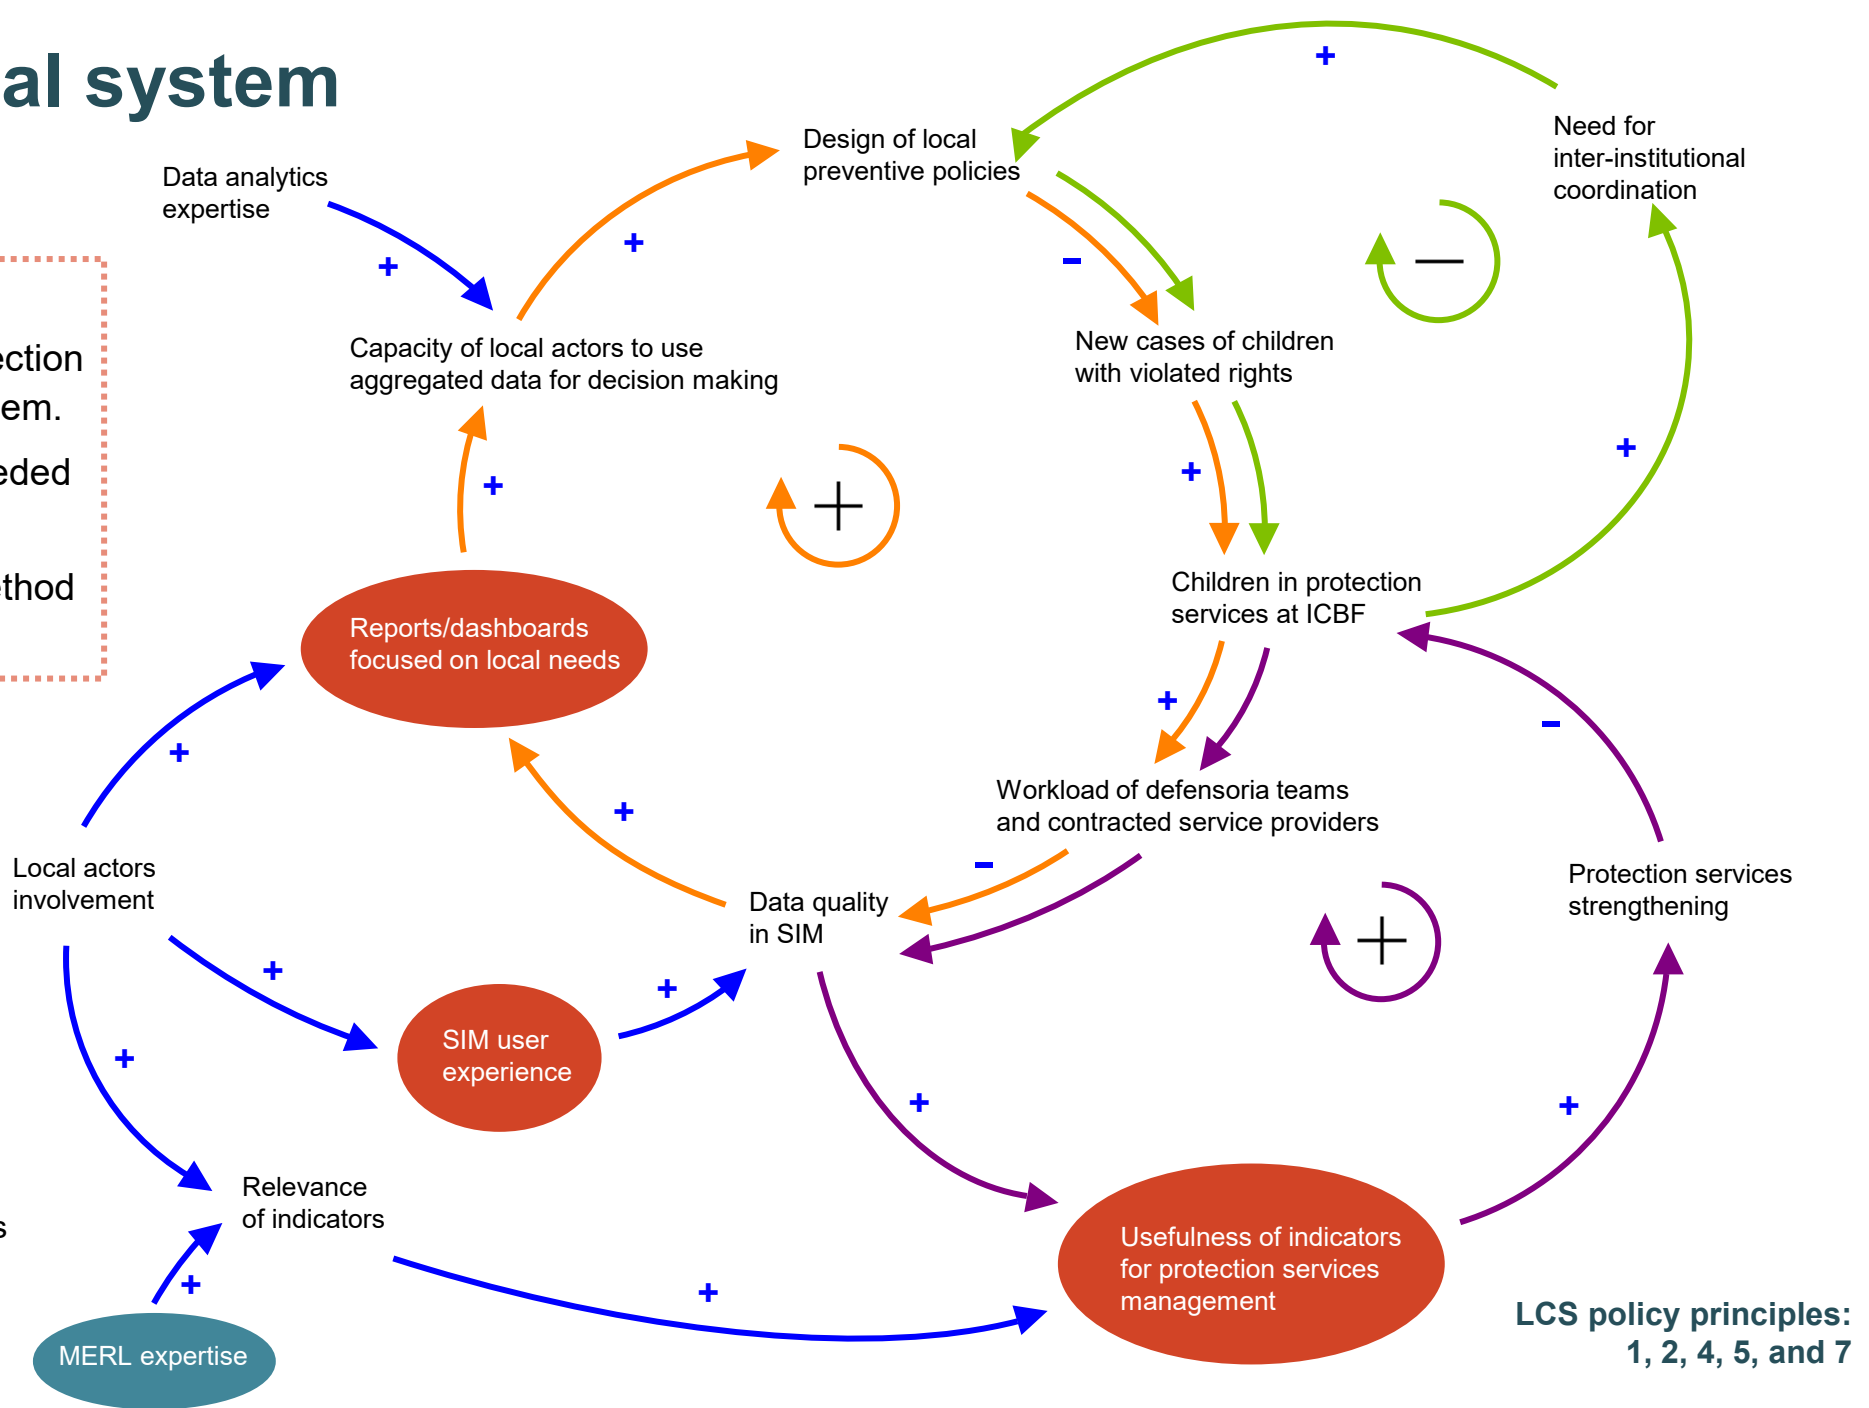 al system
Data analytics
expertise
Design of local
preventive policies
Need for
inter-institutional
coordination
+
+
+
-
—
ection
em.
eded
ethod
Capacity of local actors to use
aggregated data for decision making
New cases of children
with violated rights
+
+
+
+
Reports/dashboards
focused on local needs
Children in protection
services at ICBF
+
-
+
+
Workload of defensoria teams
and contracted service providers
Local actors
involvement
-
Data quality
in SIM
Protection services
strengthening
+
+
+
SIM user
experience
+
+
+
Relevance
of indicators
s
+
+
Usefulness of indicators
for protection services
management
MERL expertise
LCS policy principles:
1, 2, 4, 5, and 7